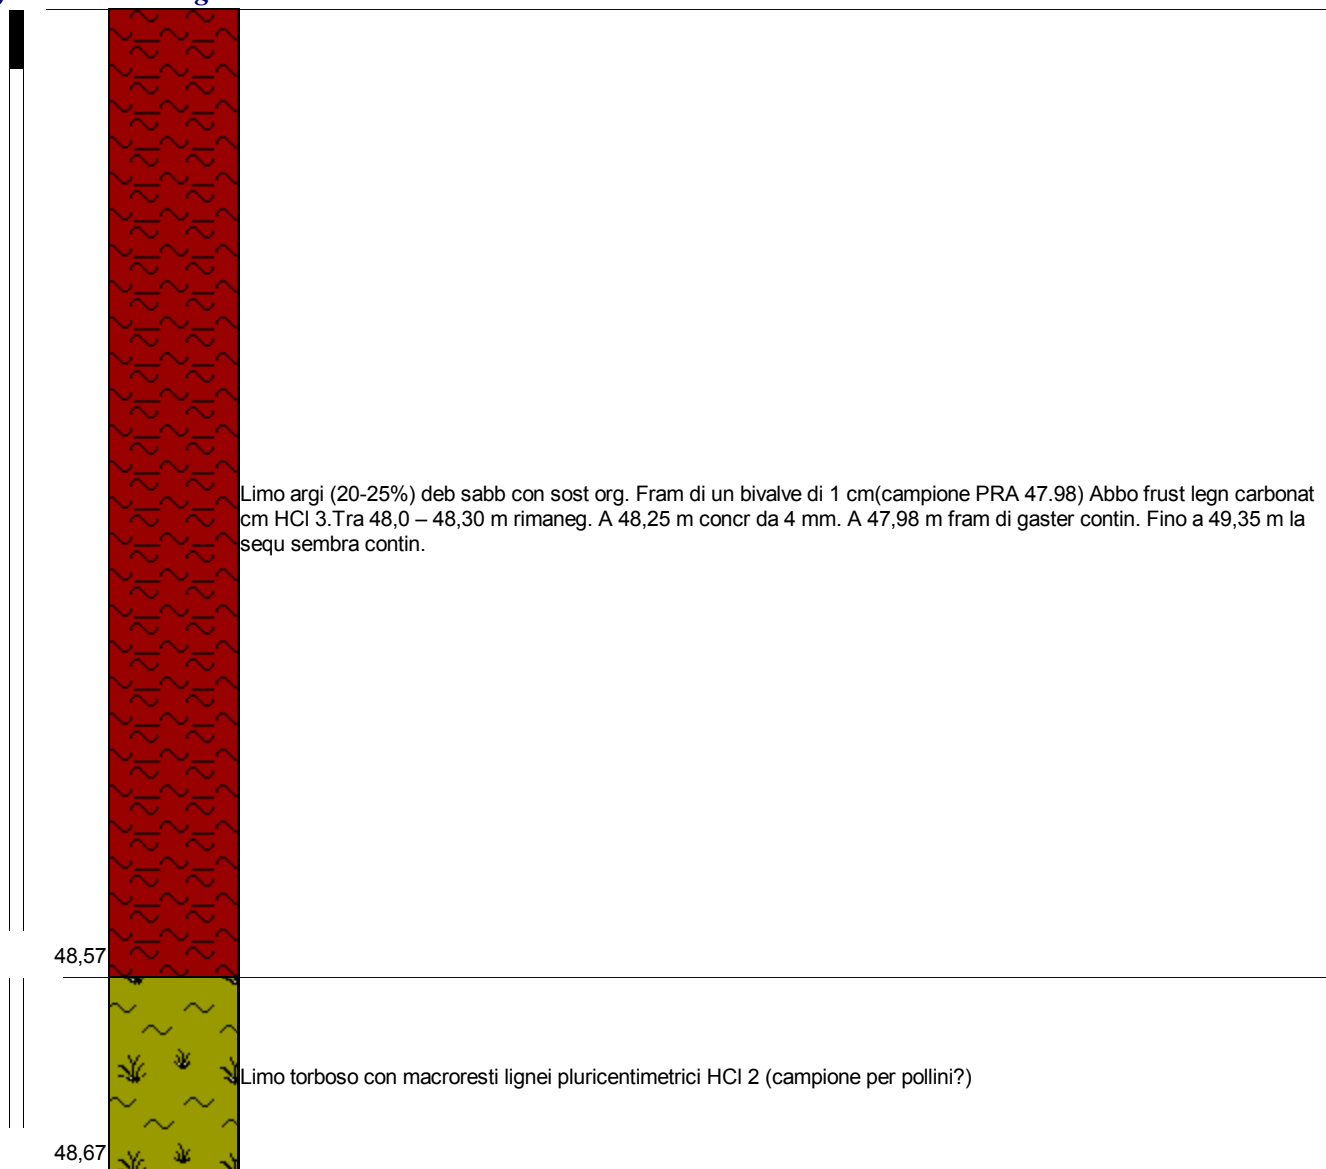 Limo argi (20-25%) deb sabb con sost org. Fram di un bivalve di 1 cm(campione PRA 47.98) Abbo frust legn carbonat
cm HCl 3.Tra 48,0 – 48,30 m rimaneg. A 48,25 m concr da 4 mm. A 47,98 m fram di gaster contin. Fino a 49,35 m la
sequ sembra contin.
48,57
Limo torboso con macroresti lignei pluricentimetrici HCl 2 (campione per pollini?)
48,67